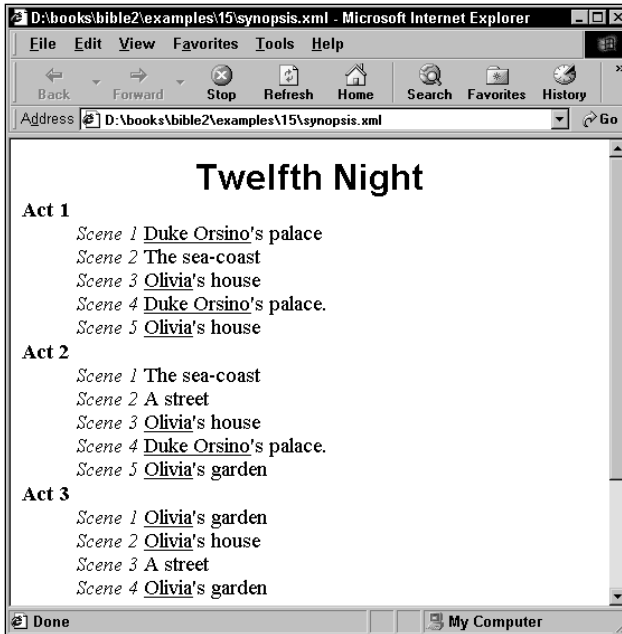 D:\books\bible2\examples\15\synopsis.xml - Microsoft Internet Explorer
File Edit View Favorites Tools Help
Back Forward Stop Refresh Home Search Favorites History »
Address D:\books\bible2\examples\15\synopsis.xml Go
Twelfth Night
Act 1
Scene 1 Duke Orsino's palace
Scene 2 The sea-coast
Scene 3 Olivia's house
Scene 4 Duke Orsino's palace.
Scene 5 Olivia's house
Act 2
Scene 1 The sea-coast
Scene 2 A street
Scene 3 Olivia's house
Scene 4 Duke Orsino's palace.
Scene 5 Olivia's garden
Act 3
Scene 1 Olivia's garden
Scene 2 Olivia's house
Scene 3 A street
Scene 4 Olivia's garden
Done My Computer